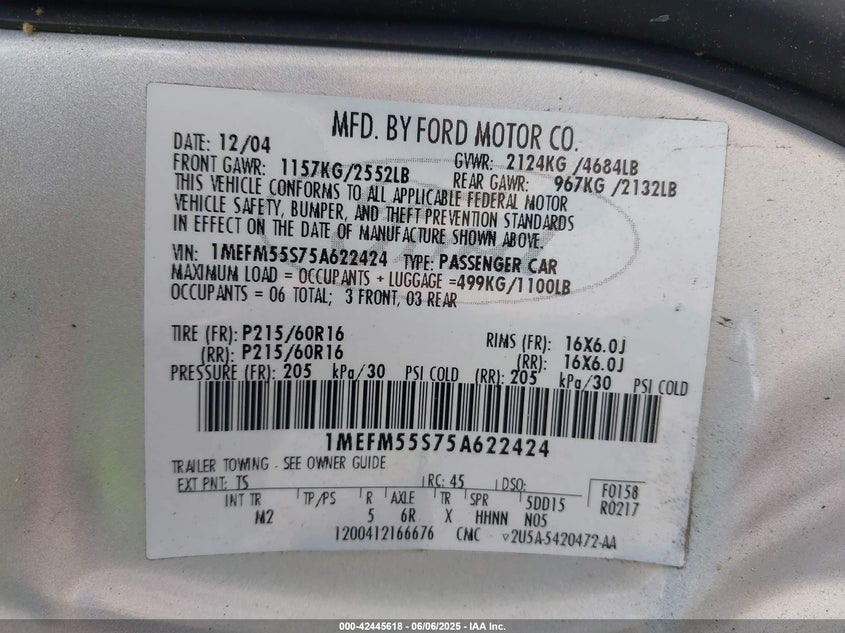 MFD. BY FORD MOTOR CO.
DATE: 12/04 GVWR: 2124KG /4684LB
FRONT GAWR: 1157KG/2552LB REAR GAWR: 967KG /2132LB
THIS VEHICLE CONFORMS TO ALL APPLICABLE FEDERAL MOTOR
VEHICLE SAFETY, BUMPER, AND THEFT PREVENTION STANDARDS
IN EFFECT ON THE DATE OF MANUFACTURE SHOWN ABOVE.
VIN: 1MEFM55S75A622424 TYPE: PASSENGER CAR
MAXIMUM LOAD = OCCUPANTS + LUGGAGE =499KG/1100LB
OCCUPANTS = 06 TOTAL; 3 FRONT, 03 REAR
TIRE (FR): P215/60R16 RIMS (FR): 16X6.0J
(RR): P215/60R16 (RR): 16X6.0J
PRESSURE (FR): 205 kPa/30 PSI COLD (RR): 205 kPa/30 PSI COLD
1MEFM55S75A622424
TRAILER TOWING - SEE OWNER GUIDE
EXT PNT: TS RC: 45 DSO: F0158
INT TR TP/PS R AXLE TR SPR 5DD15 R0217
M2 5 6R X HHNN N05
1200412166676 CMC ▽2U5A-5420472-AA
000-42445618 - 06/06/2025 - IAA Inc.